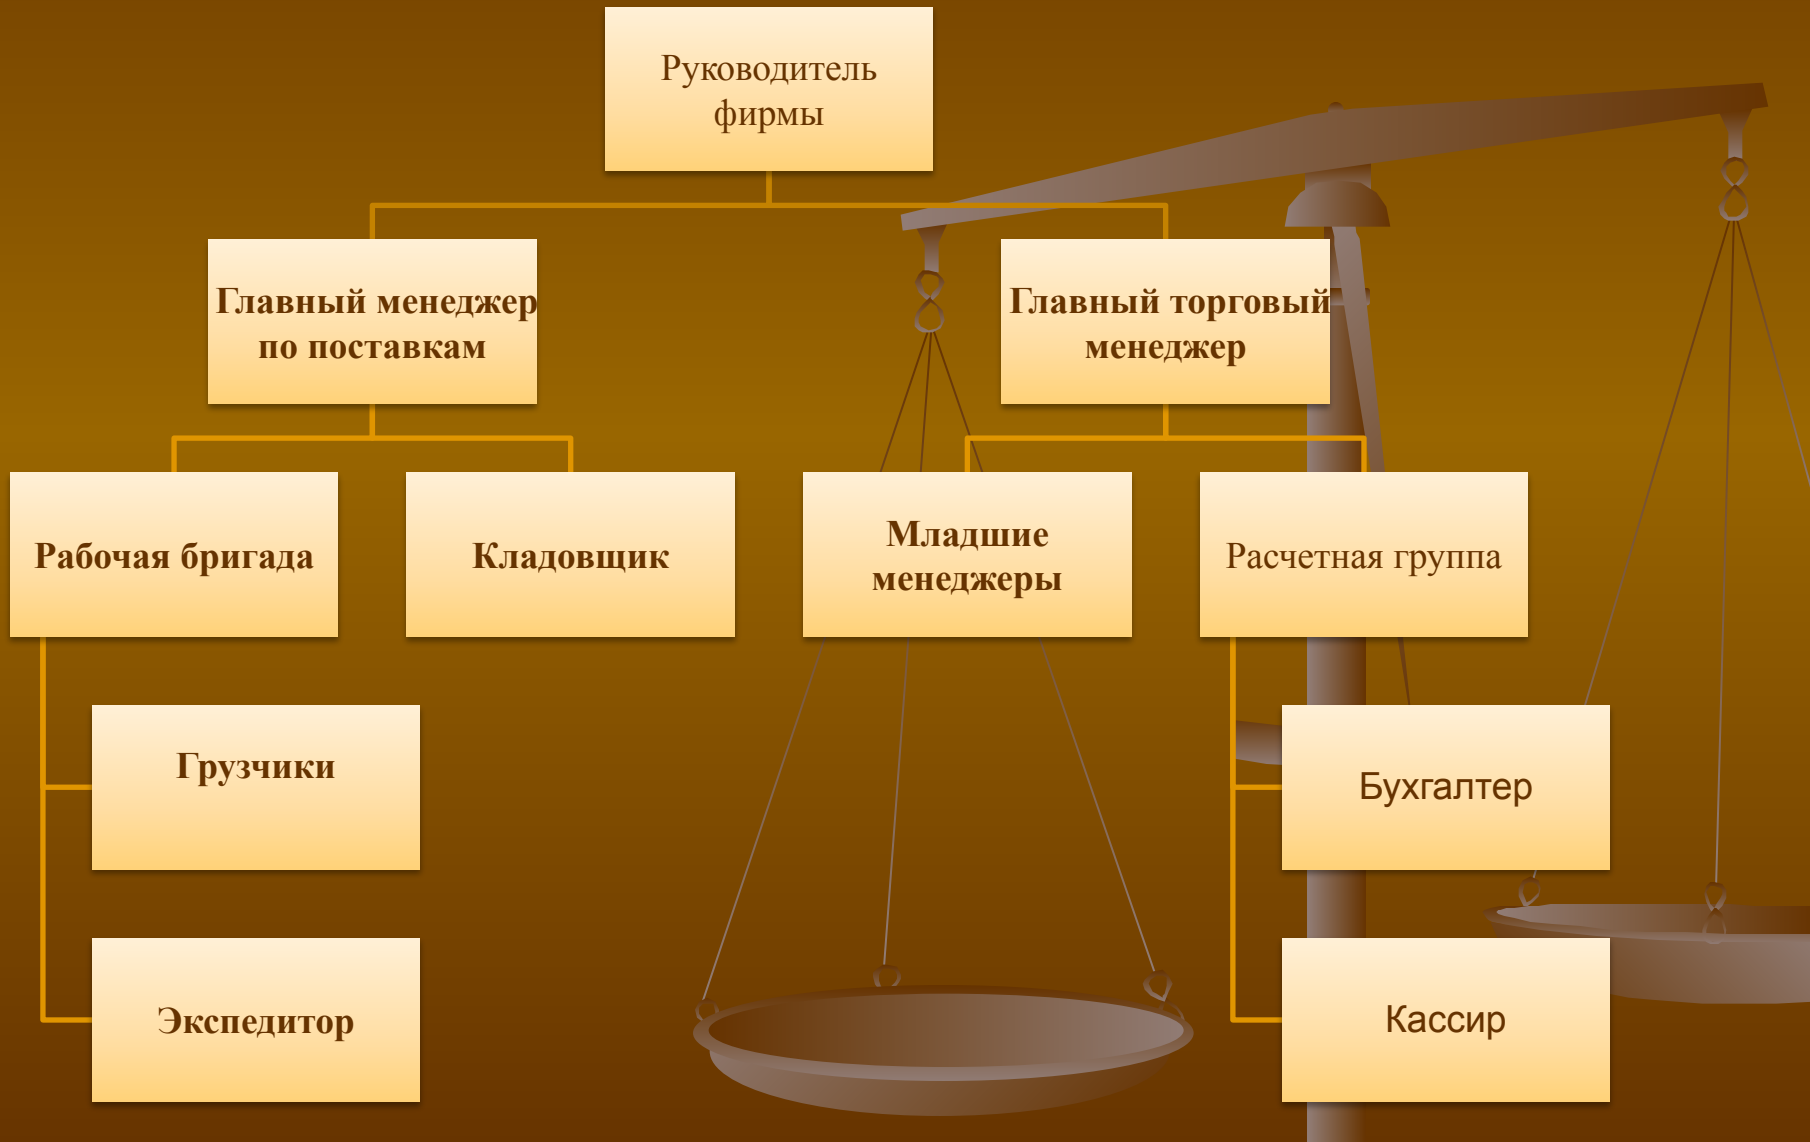 Руководитель
фирмы
Главный менеджер
по поставкам
Главный торговый
менеджер
Рабочая бригада
Кладовщик
Младшие
менеджеры
Расчетная группа
Грузчики
Бухгалтер
Экспедитор
Кассир